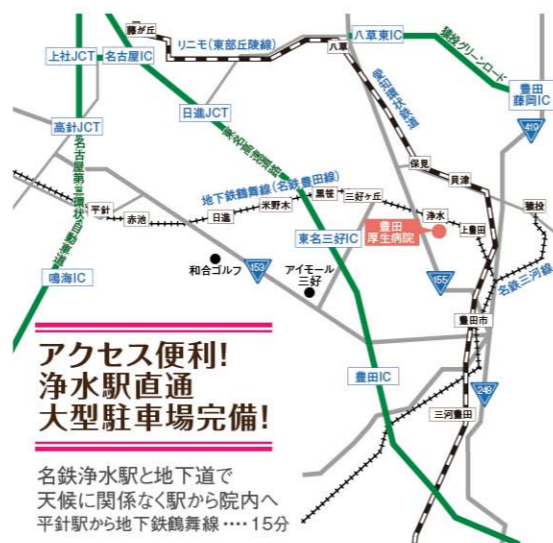 藤が丘
リニモ(東部丘陵線)
八草
八草東IC
猿投グリーンロード
上社JCT
名古屋IC
豊田
藤岡IC
日進JCT
愛知環状鉄道
419
高針JCT
東名高速道路
保見
貝津
名古屋第二環状自動車道
地下鉄鶴舞線(名鉄豊田線)
黒笹
三好ヶ丘
猿投
平針
赤池
日進
米野木
浄水
上豊田
豊田
厚生病院
東名三好IC
鳴海IC
和合ゴルフ
153
アイモール
三好
155
名鉄三河線
豊田市
アクセス便利!
浄水駅直通
大型駐車場完備!
豊田IC
248
三河豊田
名鉄浄水駅と地下道で
天候に関係なく駅から院内へ
平針駅から地下鉄鶴舞線‥‥15分